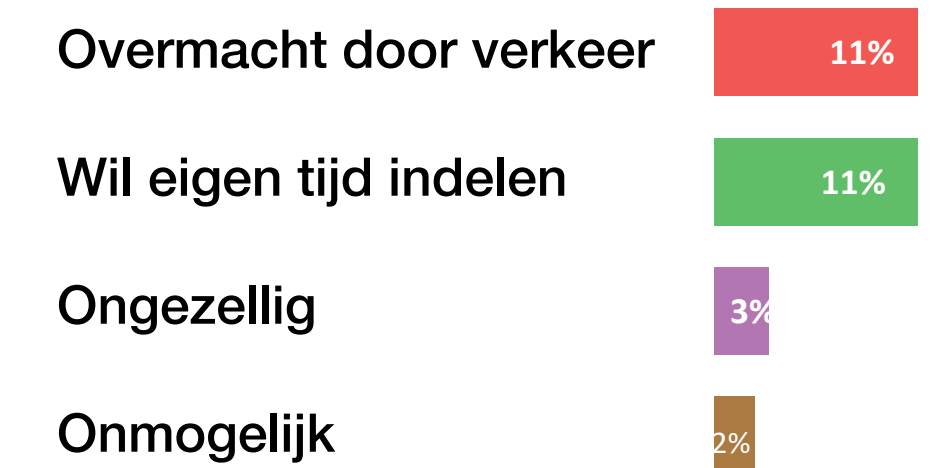 Overmacht door verkeer 11%
Wil eigen tijd indelen 11%
Ongezellig 3%
Onmogelijk 2%